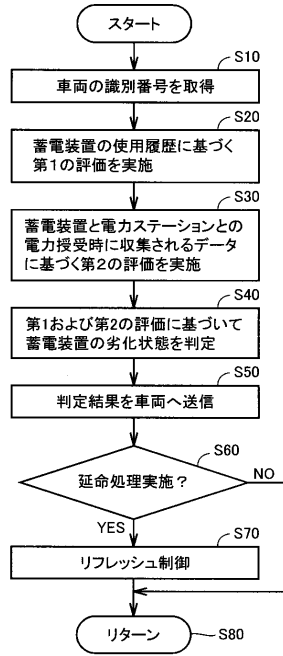 スタート
S10
車両の識別番号を取得
S20
蓄電装置の使用履歴に基づく
第1の評価を実施
S30
蓄電装置と電力ステーションとの
電力授受時に収集されるデータ
に基づく第2の評価を実施
S40
第1および第2の評価に基づいて
蓄電装置の劣化状態を判定
S50
判定結果を車両へ送信
S60
延命処理実施?
NO
YES
S70
リフレッシュ制御
リターン
S80